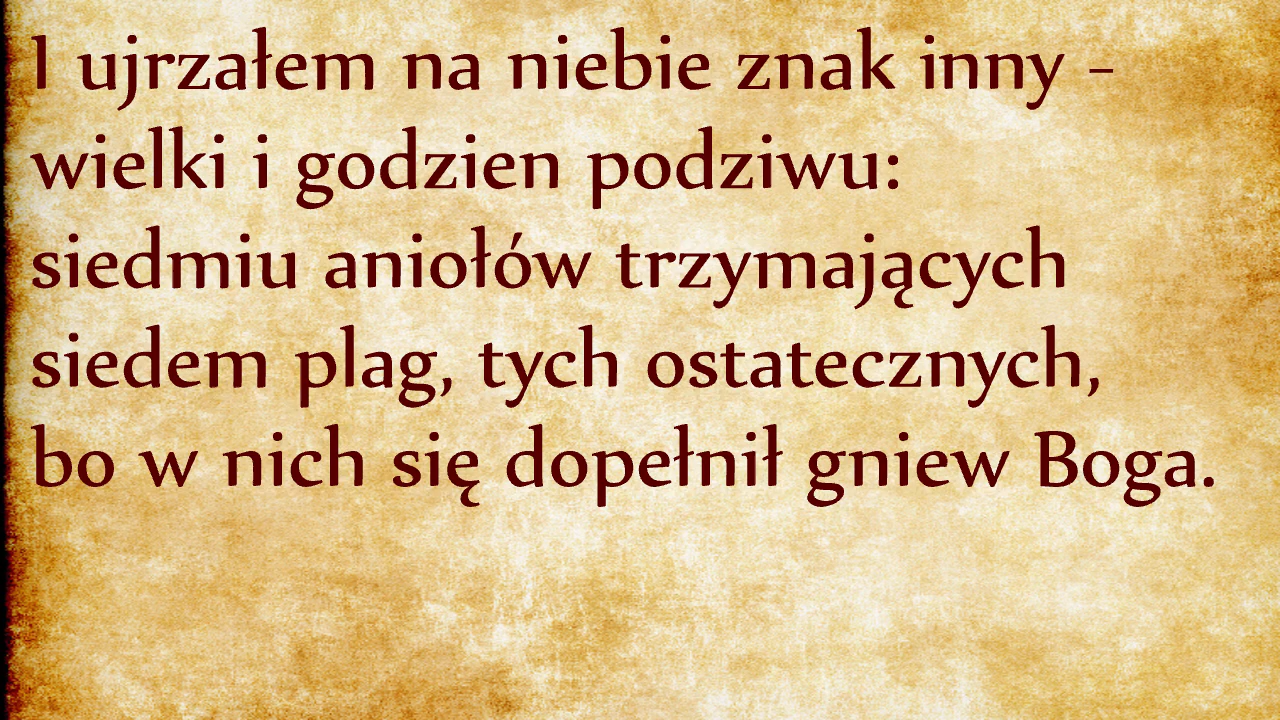 I ujrzałem na niebie znak inny -
wielki i godzien podziwu:
siedmiu aniołów trzymających
siedem plag, tych ostatecznych,
bo w nich się dopełnił gniew Boga.